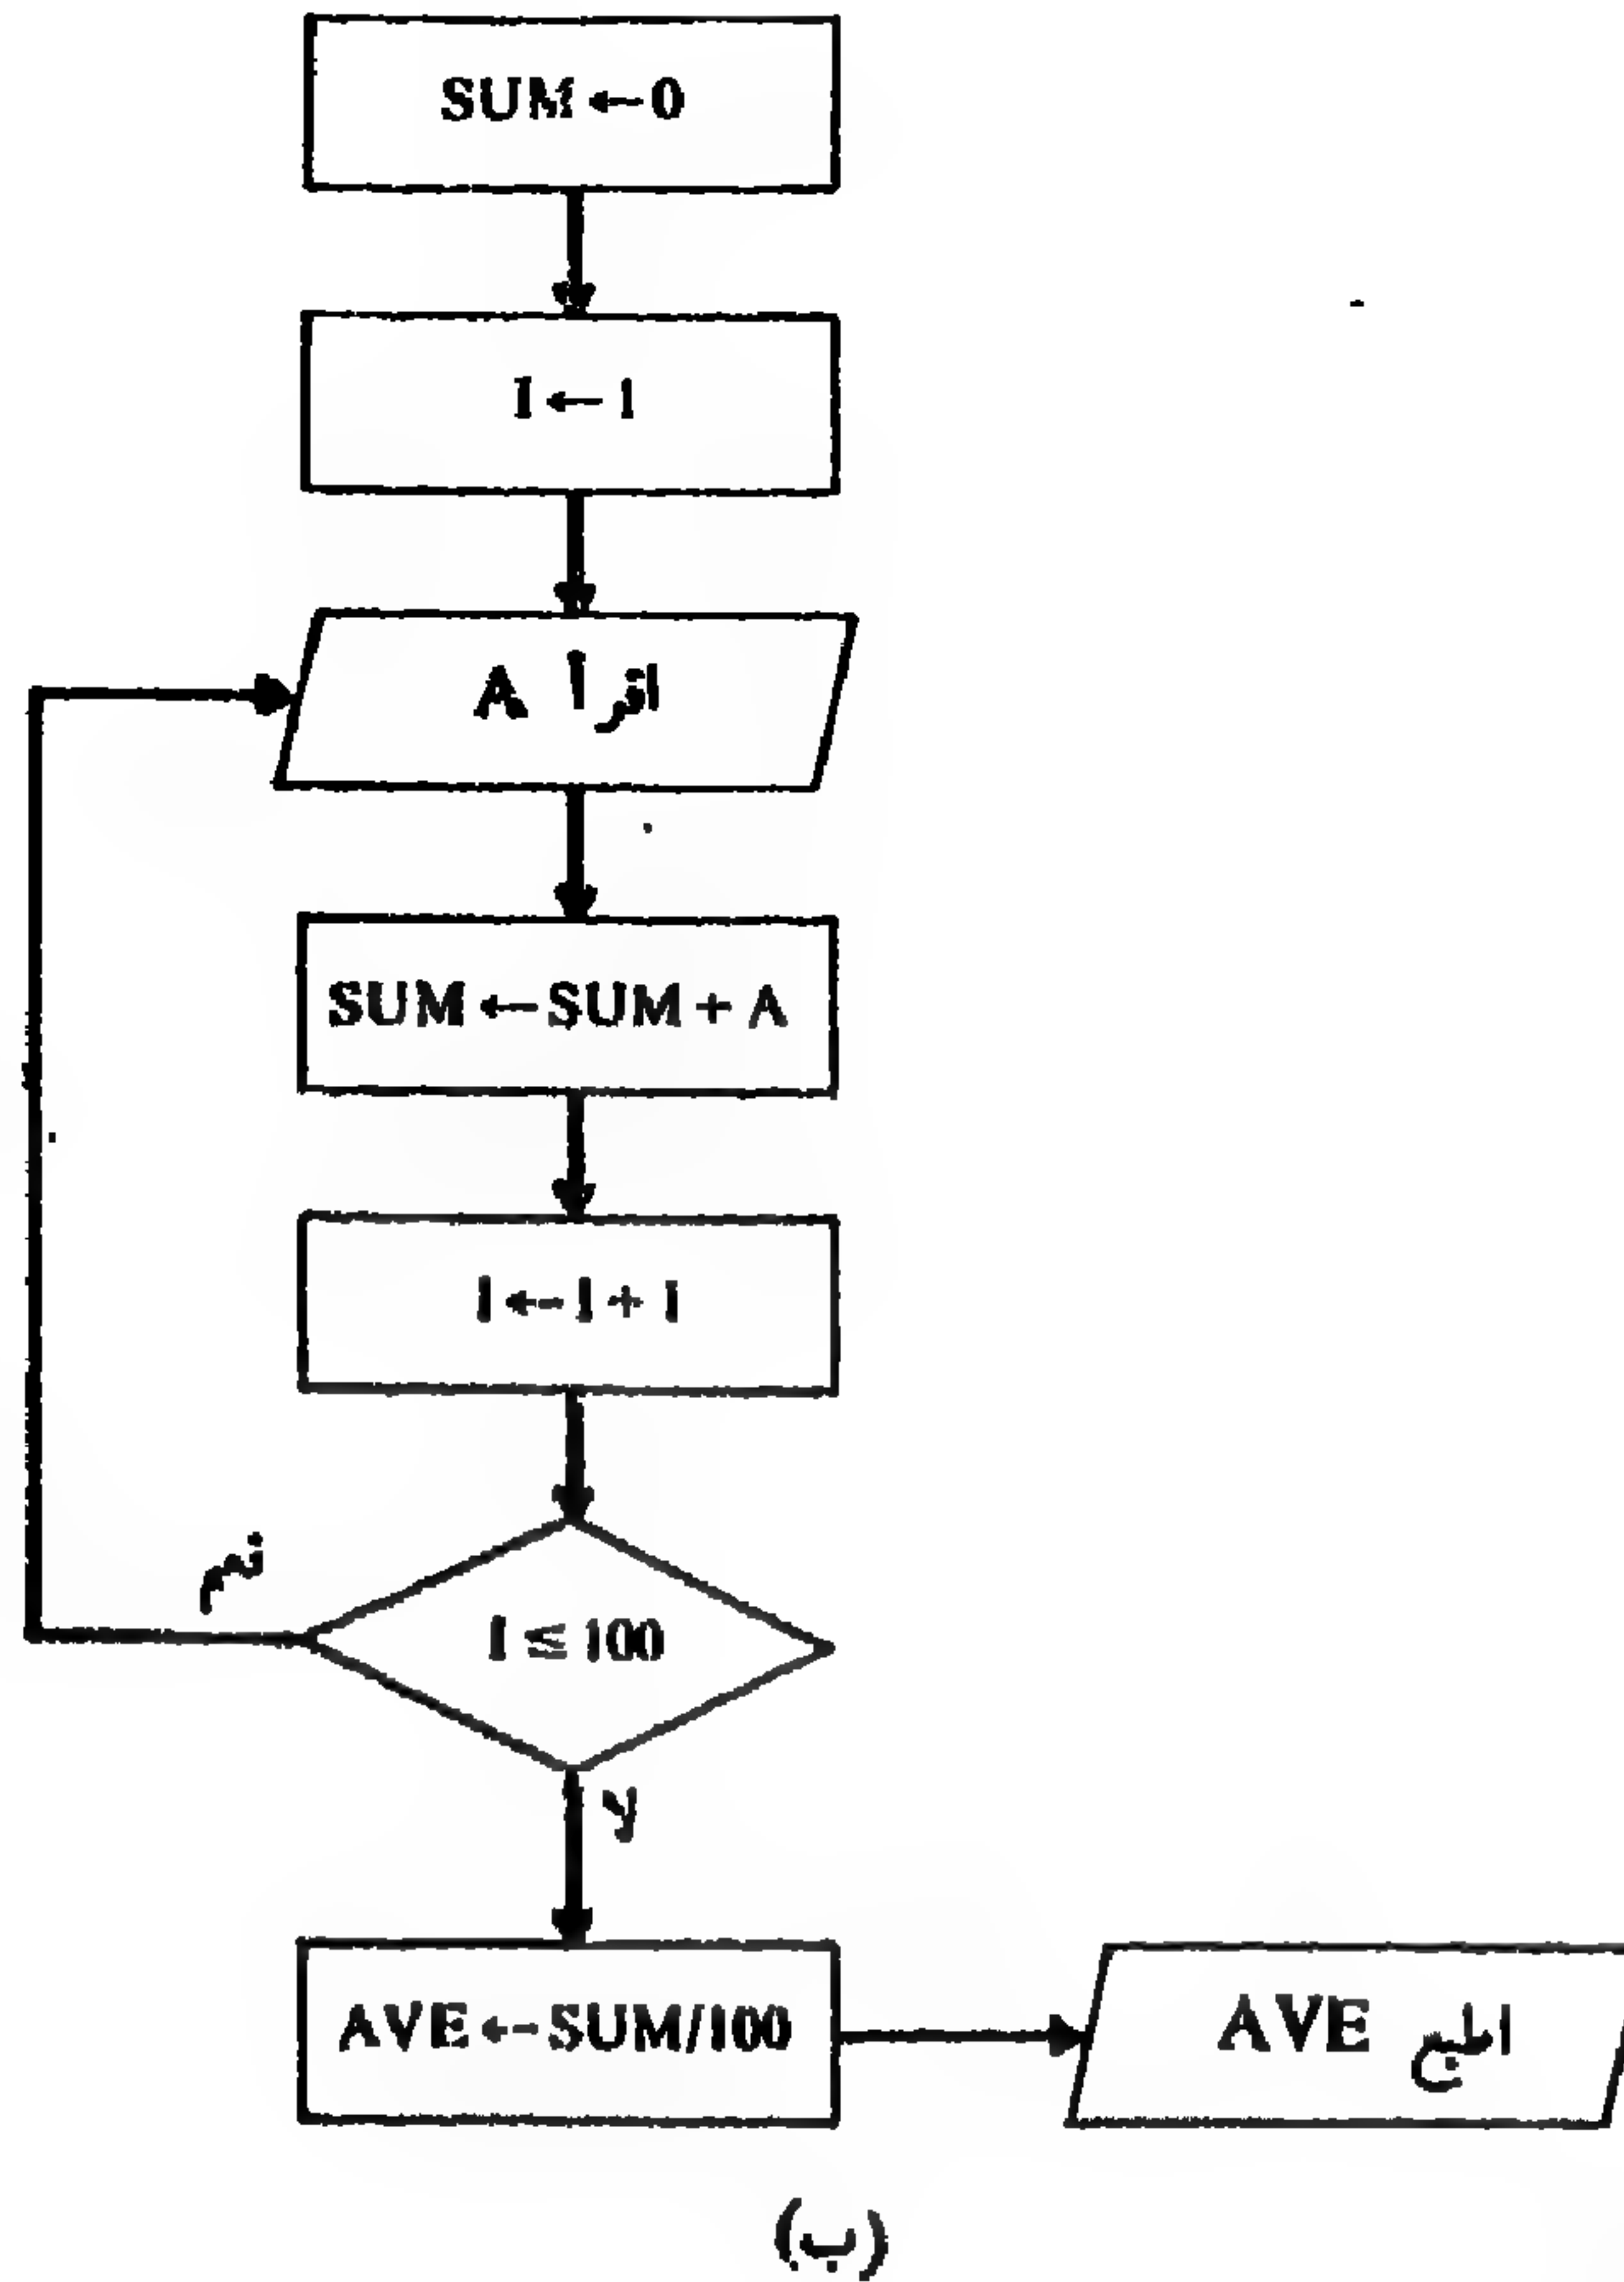 SUM ← 0
I ← 1
اقرأ A
SUM ← SUM + A
I ← I + 1
I ≤ 100
نعم
لا
AVE ← SUM/100
اطبع AVE
(ب)